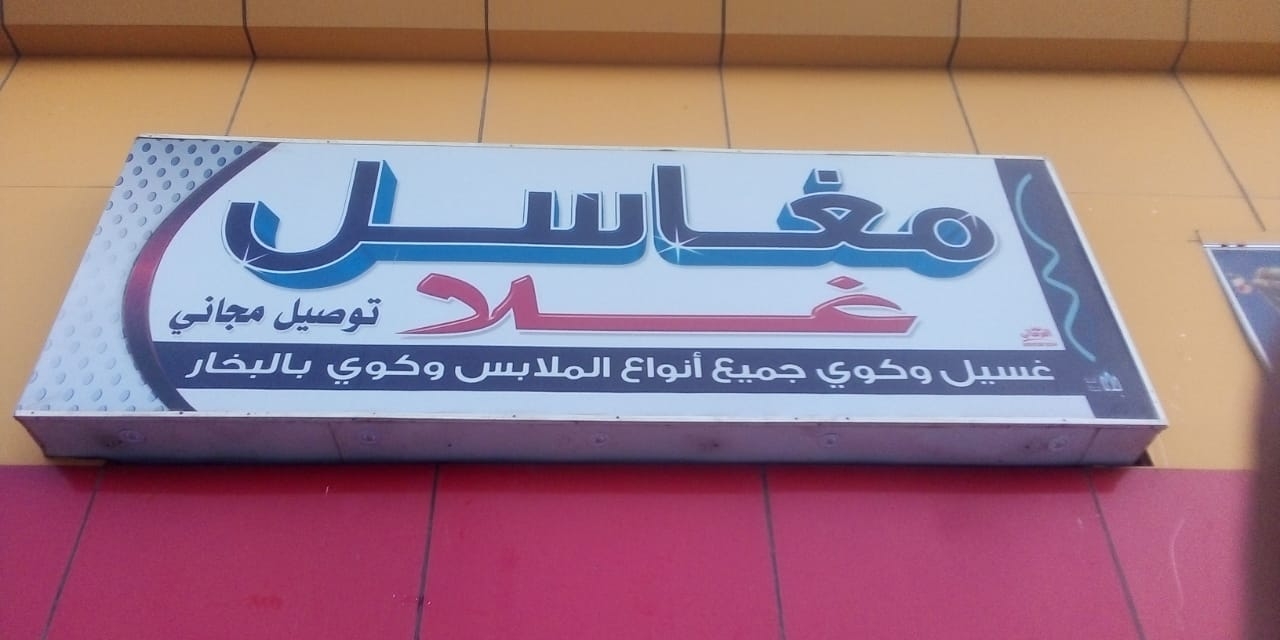 مغاسل
غلا
توصيل مجاني
غسيل وكوي جميع أنواع الملابس وكوي بالبخار